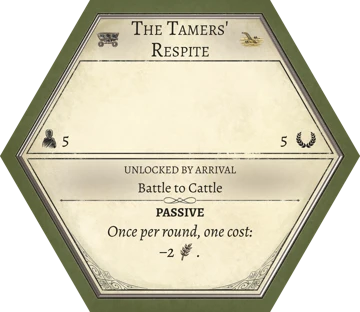 The Tamers'
Respite
5 5
UNLOCKED BY ARRIVAL
Battle to Cattle
PASSIVE
Once per round, one cost:
−2 .